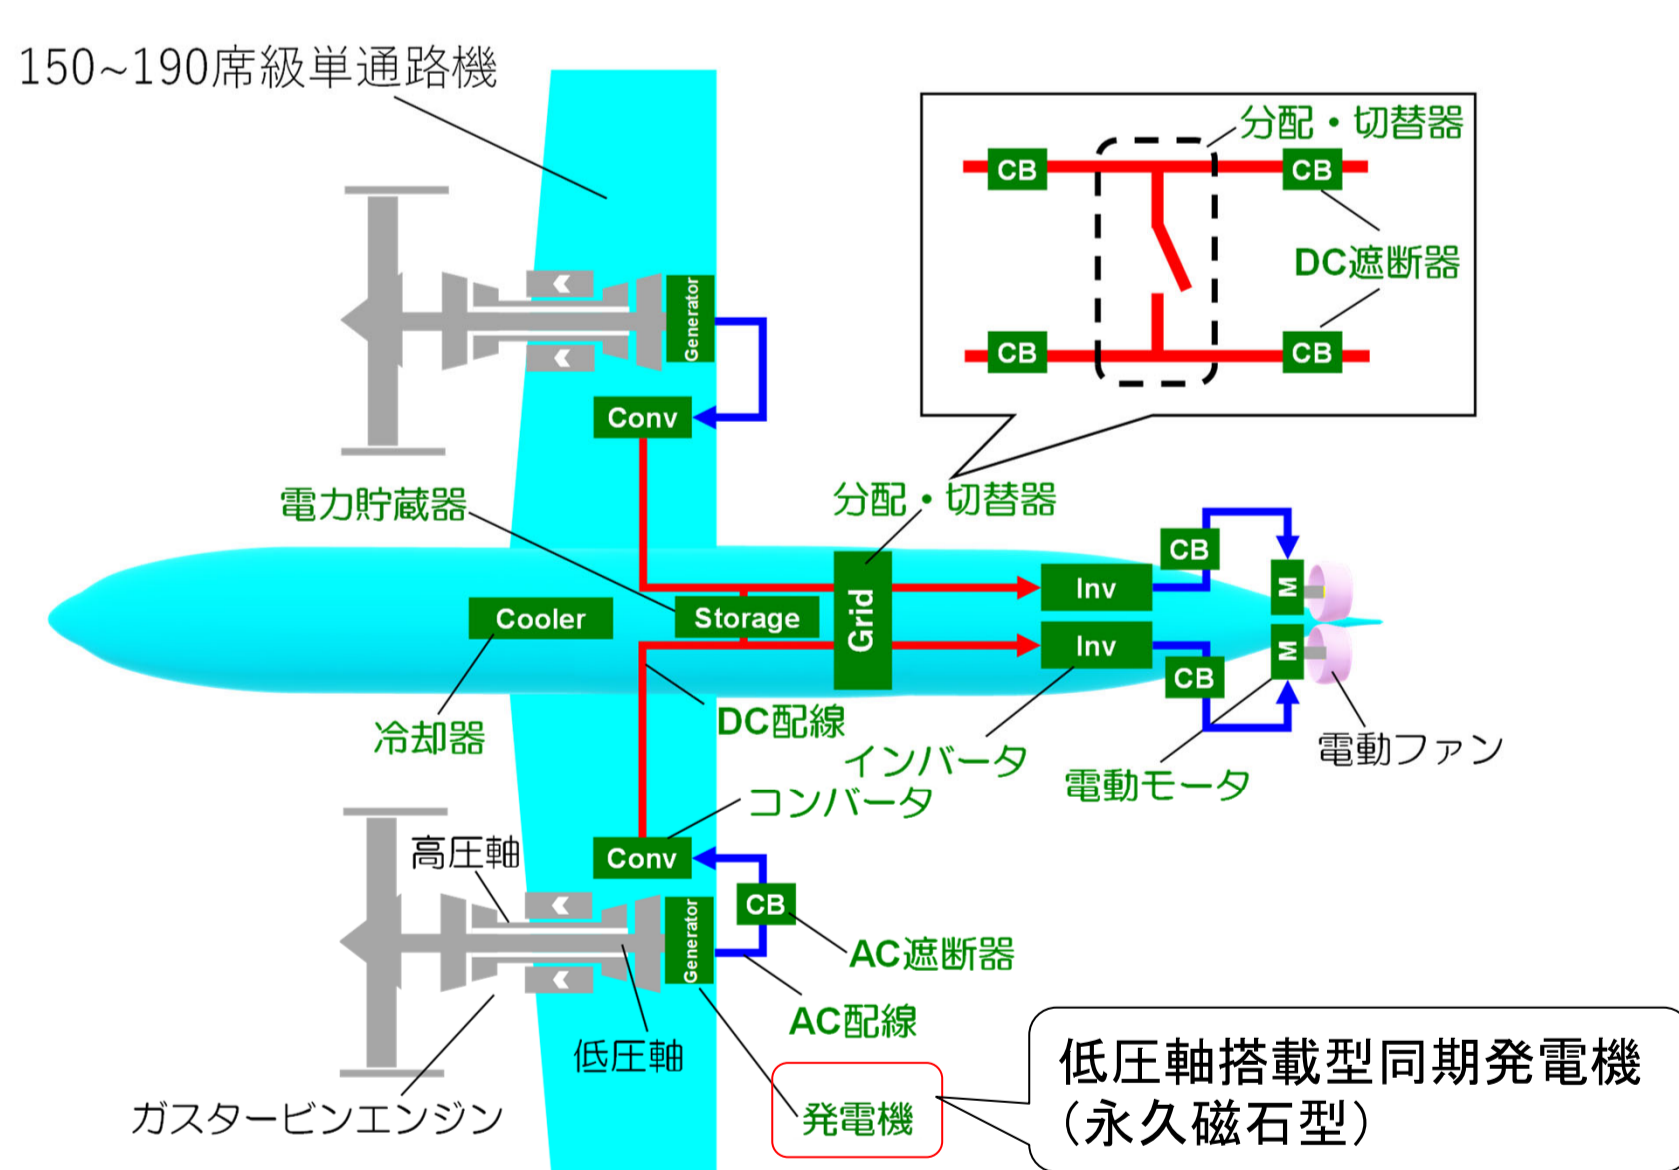 150~190席級単通路機
分配・切替器
CB
CB
DC遮断器
CB
CB
Generator
Conv
電力貯蔵器
分配・切替器
CB
M
Inv
Cooler
Storage
Grid
Inv
M
CB
冷却器
DC配線
インバータ
電動モータ
電動ファン
コンバータ
高圧軸
Conv
CB
Generator
AC遮断器
AC配線
低圧軸
ガスタービンエンジン
発電機
低圧軸搭載型同期発電機
(永久磁石型)